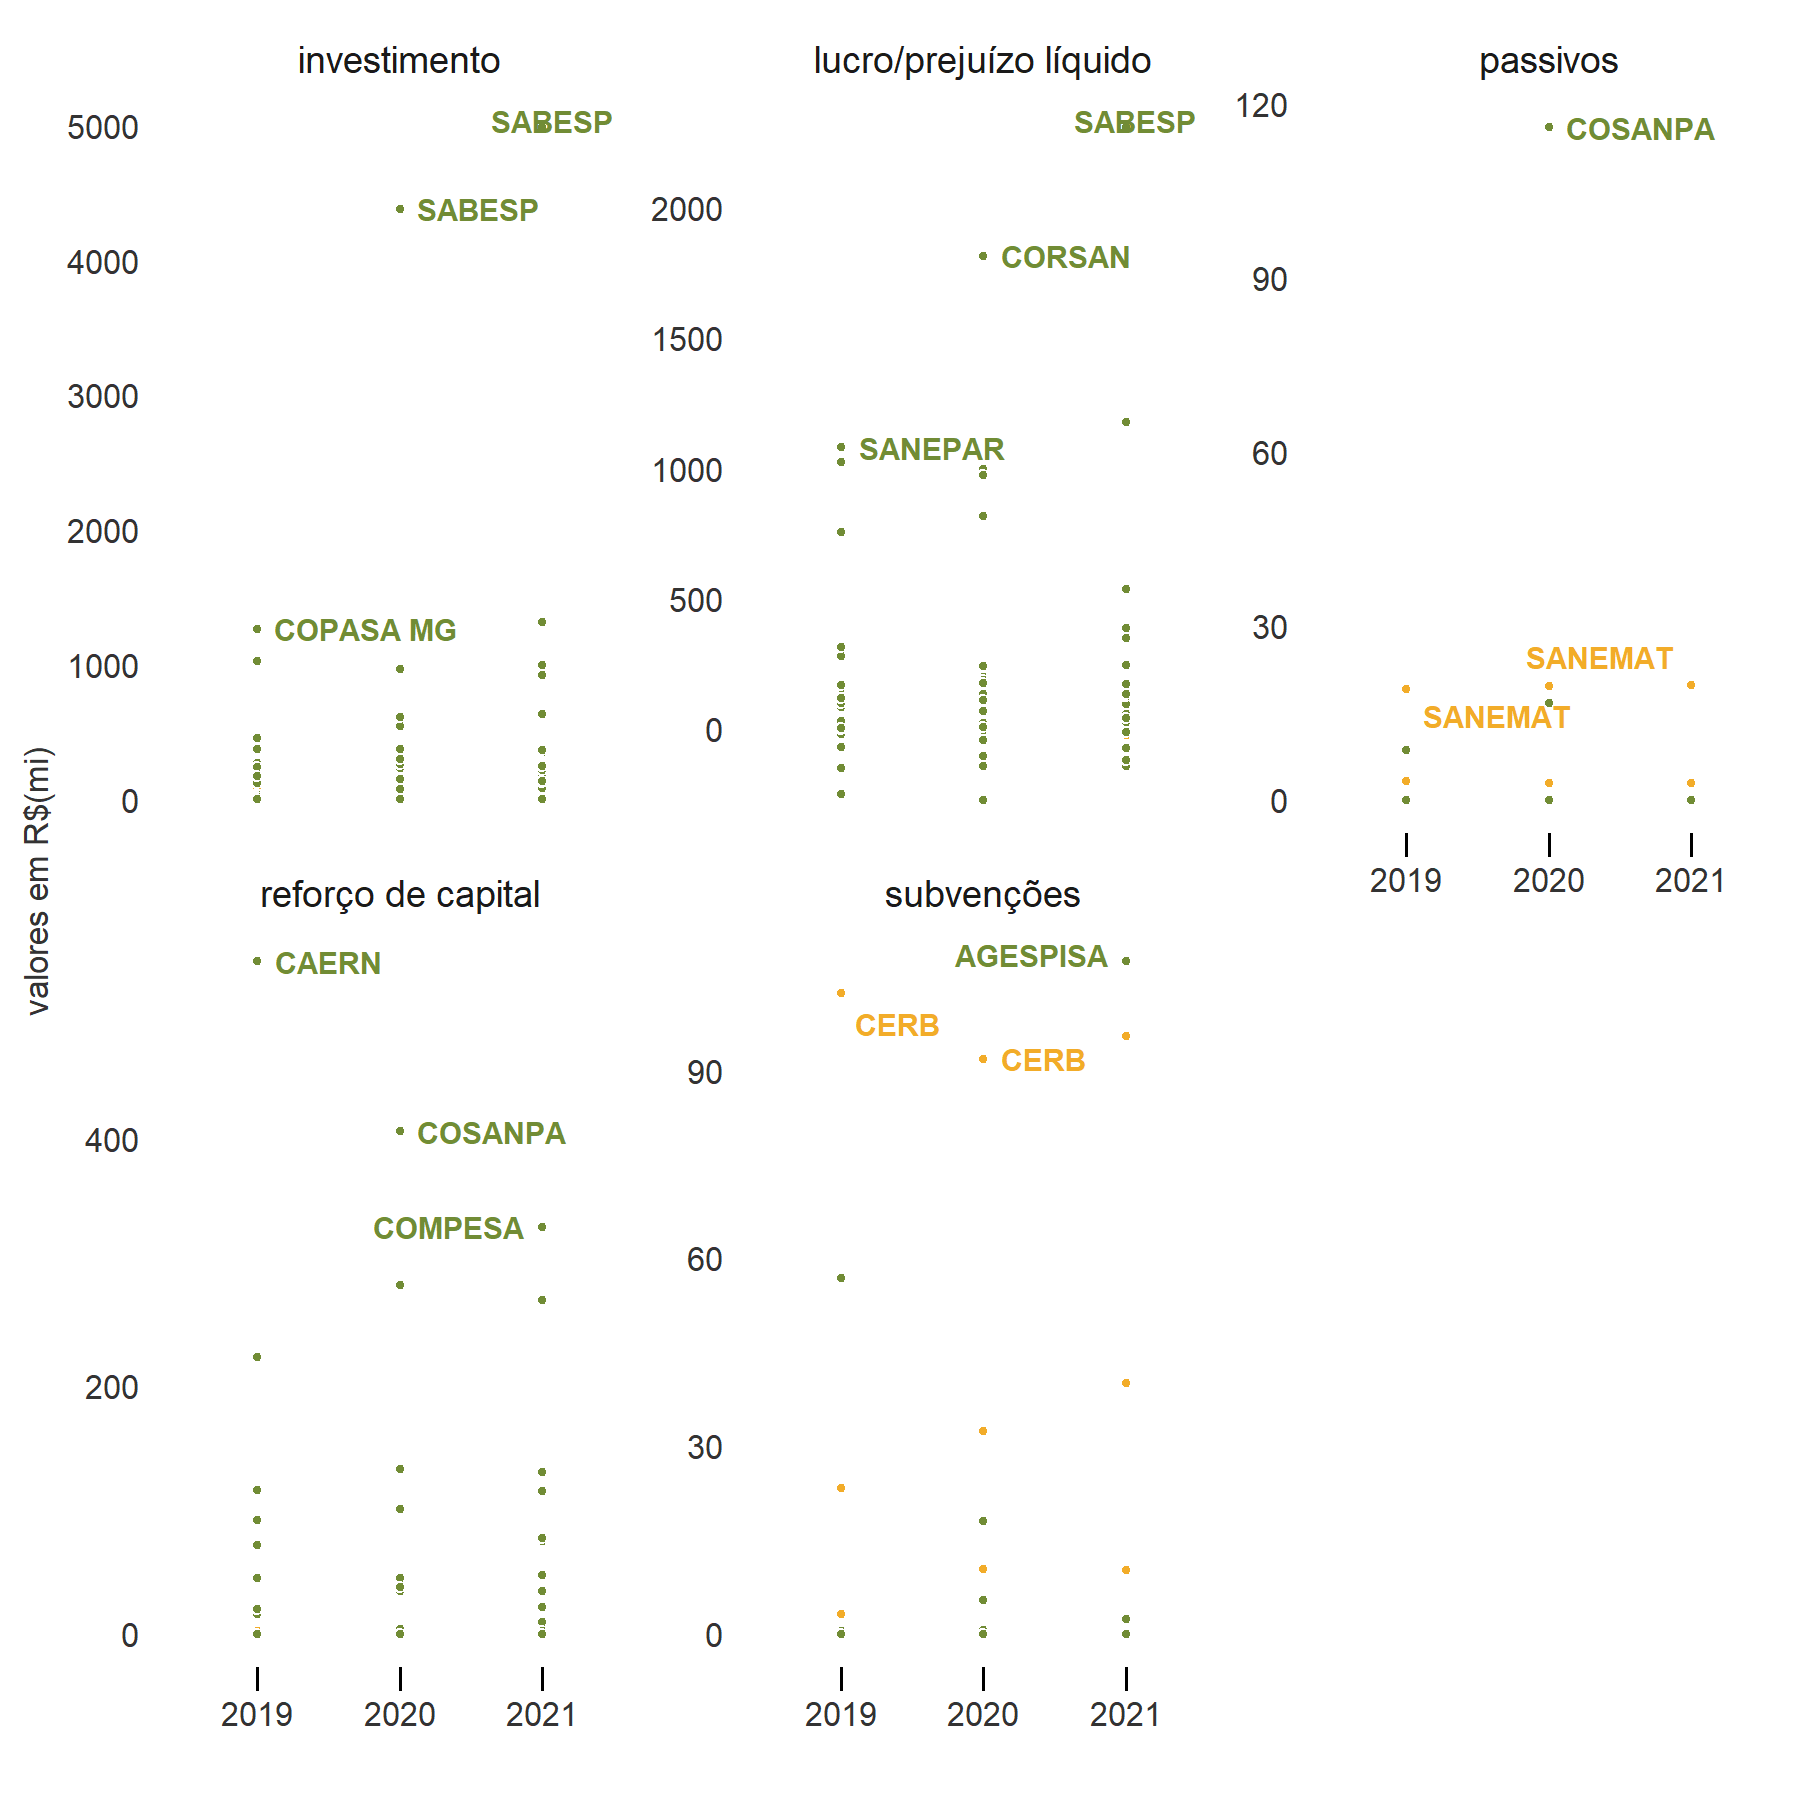 investimento
lucro/prejuízo líquido
passivos
5000
4000
3000
2000
1000
0
SABESP
SABESP
COPASA MG
2000
1500
1000
500
0
SABESP
CORSAN
SANEPAR
120
90
60
30
0
COSANPA
SANEMAT
SANEMAT
2019
2020
2021
valores em R$(mi)
reforço de capital
subvenções
400
200
0
CAERN
COSANPA
COMPESA
2019
2020
2021
90
60
30
0
AGESPISA
CERB
CERB
2019
2020
2021